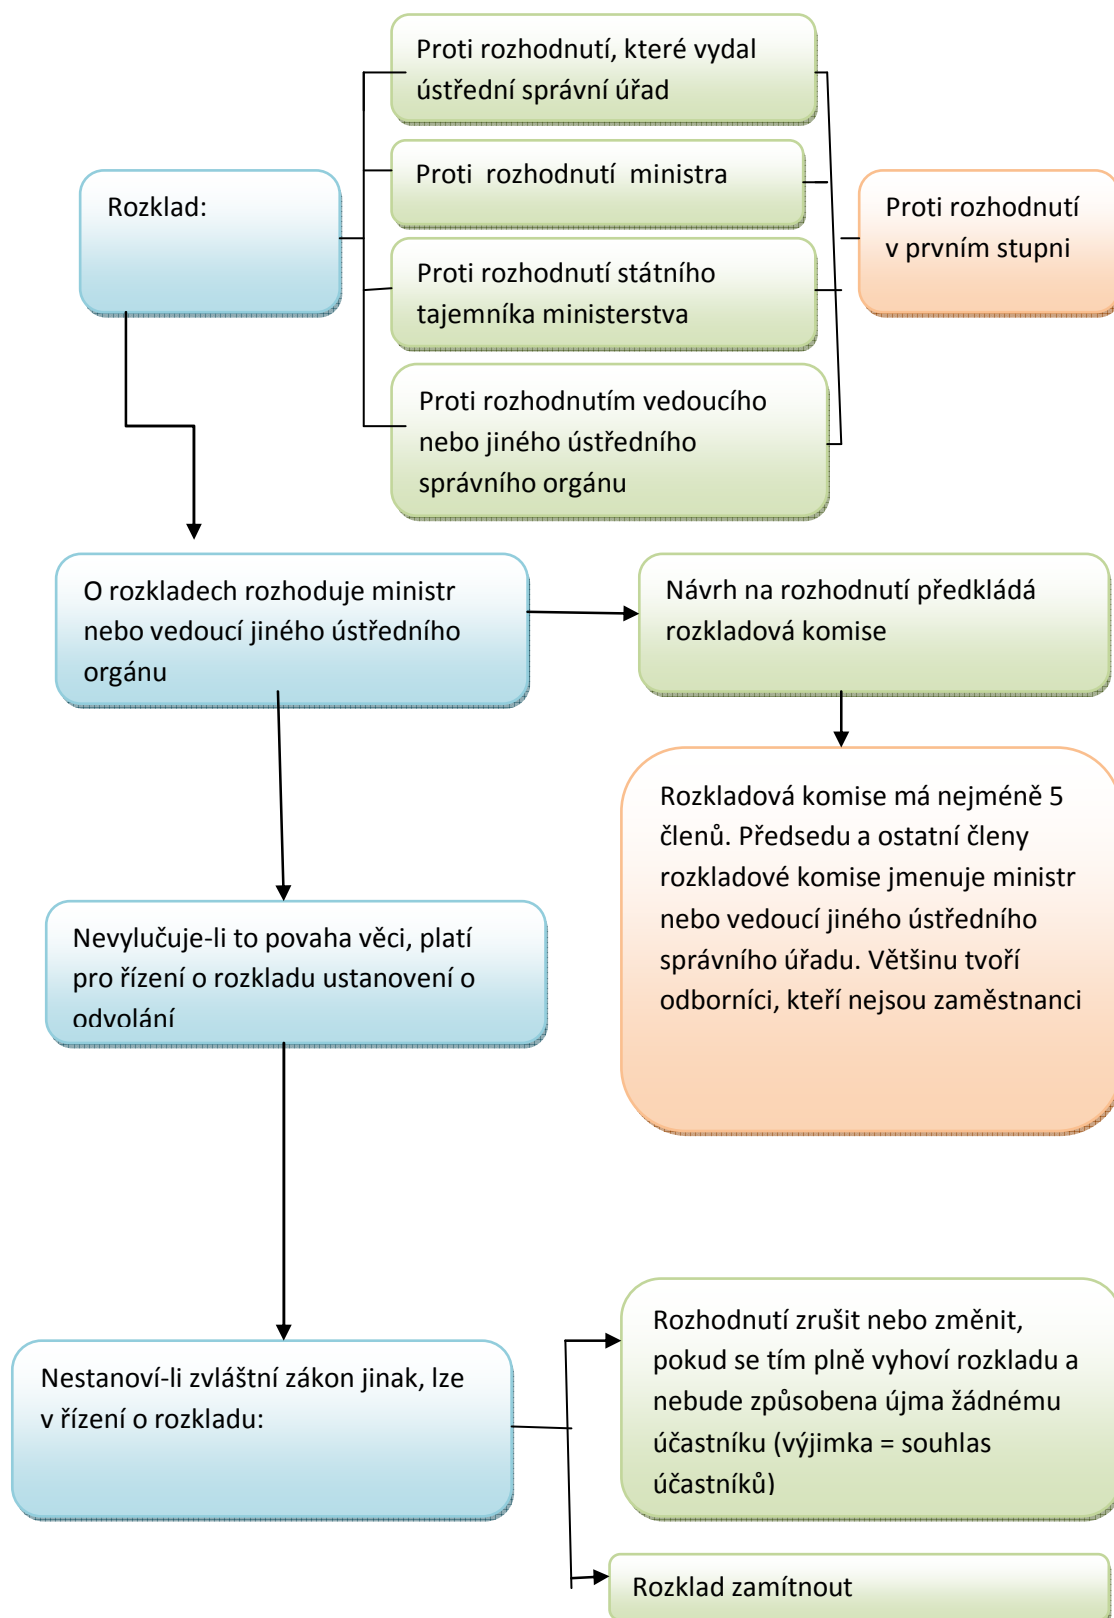 Proti rozhodnutí, které vydal
ústřední správní úřad
Proti rozhodnutí ministra
Rozklad:
Proti rozhodnutí
v prvním stupni
Proti rozhodnutí státního
tajemníka ministerstva
Proti rozhodnutím vedoucího
nebo jiného ústředního
správního orgánu
O rozkladech rozhoduje ministr
nebo vedoucí jiného ústředního
orgánu
Návrh na rozhodnutí předkládá
rozkladová komise
Rozkladová komise má nejméně 5
členů. Předsedu a ostatní členy
rozkladové komise jmenuje ministr
nebo vedoucí jiného ústředního
správního úřadu. Většinu tvoří
odborníci, kteří nejsou zaměstnanci
Nevylučuje-li to povaha věci, platí
pro řízení o rozkladu ustanovení o
odvolání
Nestanoví-li zvláštní zákon jinak, lze
v řízení o rozkladu:
Rozhodnutí zrušit nebo změnit,
pokud se tím plně vyhoví rozkladu a
nebude způsobena újma žádnému
účastníku (výjimka = souhlas
účastníků)
Rozklad zamítnout